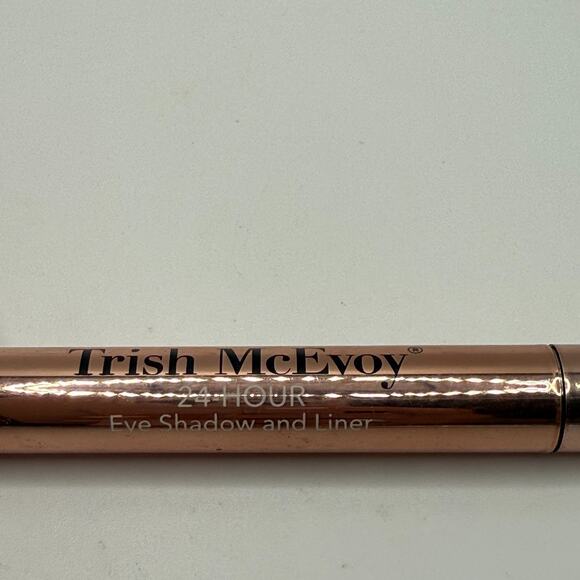 Trish McEvoy®
24-HOUR
Eye Shadow and Liner